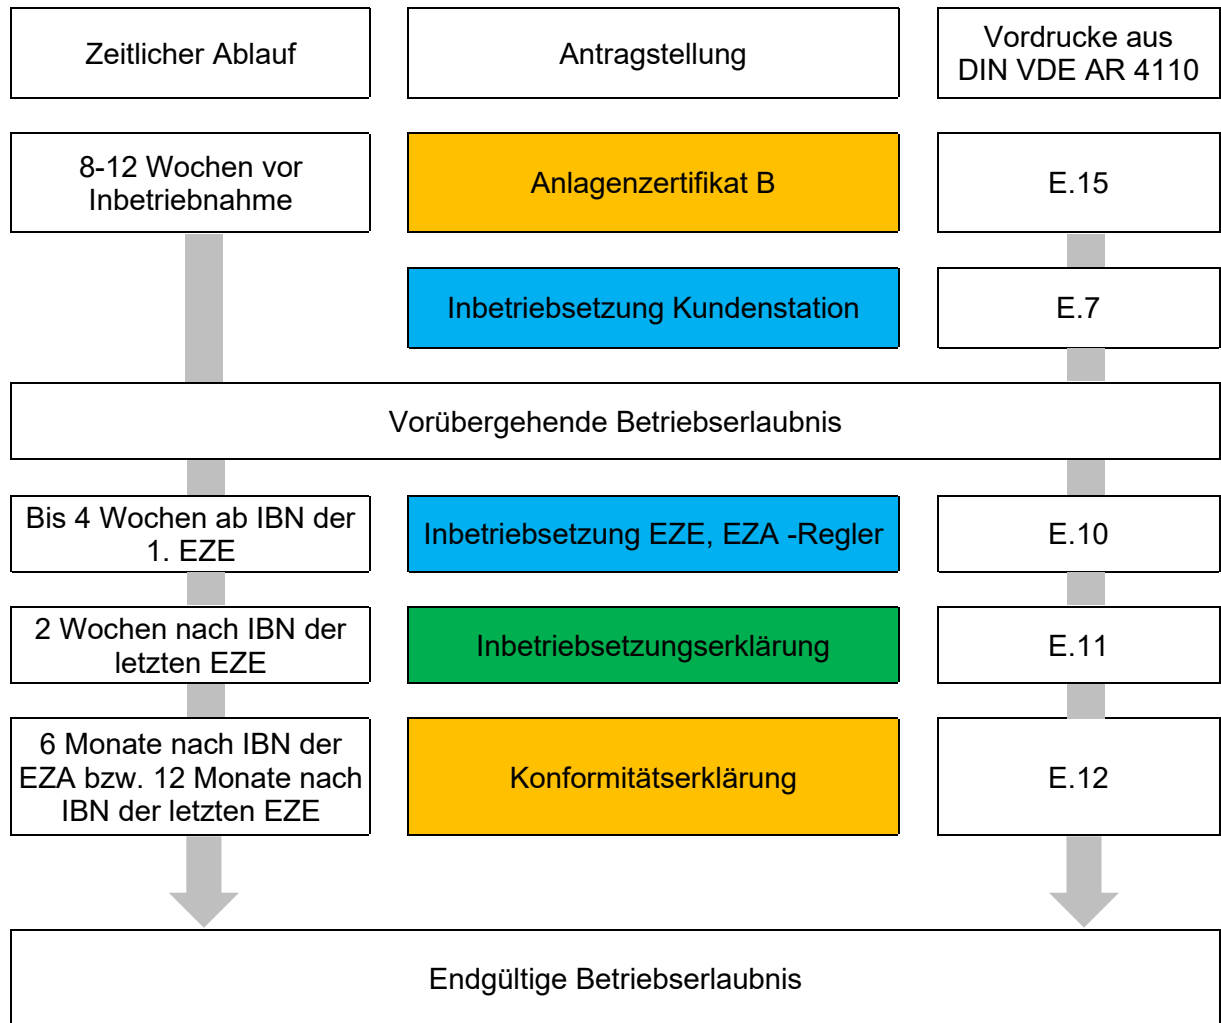 Zeitlicher Ablauf
Antragstellung
Vordrucke aus
DIN VDE AR 4110
8-12 Wochen vor
Inbetriebnahme
Anlagenzertifikat B
E.15
Inbetriebsetzung Kundenstation
E.7
Vorübergehende Betriebserlaubnis
Bis 4 Wochen ab IBN der
1. EZE
Inbetriebsetzung EZE, EZA -Regler
E.10
2 Wochen nach IBN der
letzten EZE
Inbetriebsetzungserklärung
E.11
6 Monate nach IBN der
EZA bzw. 12 Monate nach
IBN der letzten EZE
Konformitätserklärung
E.12
Endgültige Betriebserlaubnis